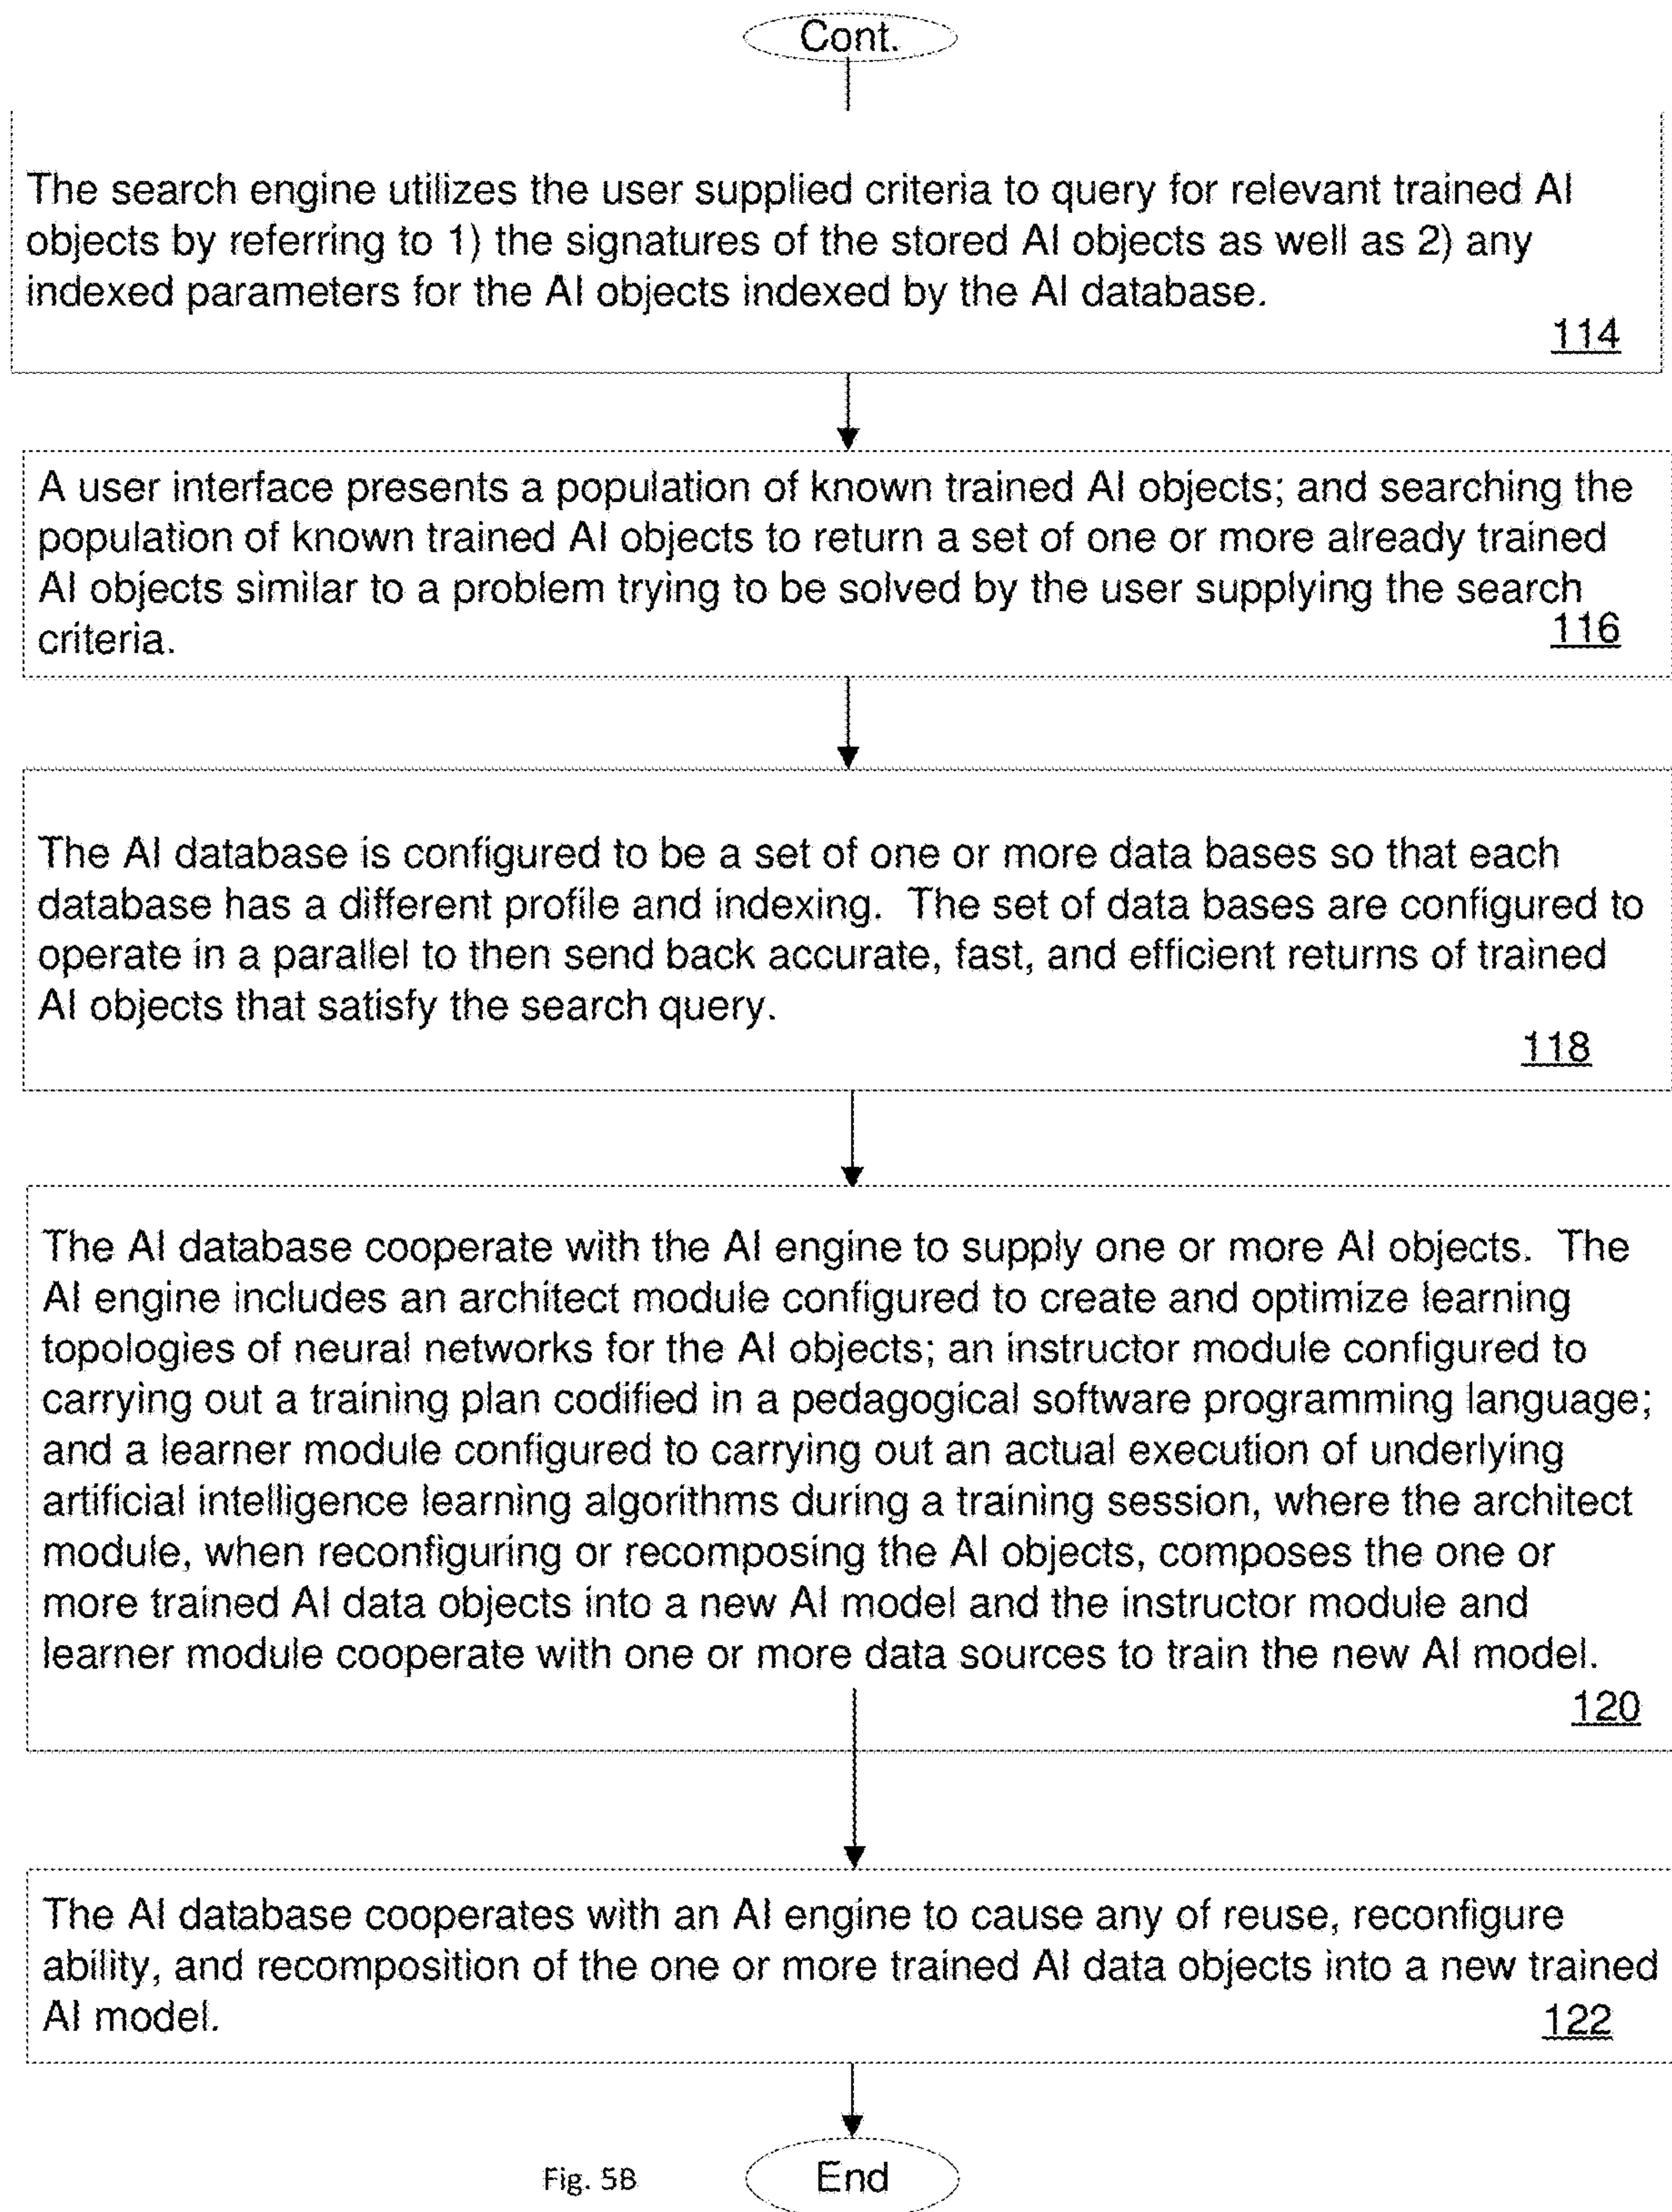 Cont.
The search engine utilizes the user supplied criteria to query for relevant trained AI
objects by referring to 1) the signatures of the stored AI objects as well as 2) any
indexed parameters for the AI objects indexed by the AI database.
114
A user interface presents a population of known trained AI objects; and searching the
population of known trained AI objects to return a set of one or more already trained
AI objects similar to a problem trying to be solved by the user supplying the search
criteria.
116
The AI database is configured to be a set of one or more data bases so that each
database has a different profile and indexing.  The set of data bases are configured to
operate in a parallel to then send back accurate, fast, and efficient returns of trained
AI objects that satisfy the search query.
118
The AI database cooperate with the AI engine to supply one or more AI objects.  The
AI engine includes an architect module configured to create and optimize learning
topologies of neural networks for the AI objects; an instructor module configured to
carrying out a training plan codified in a pedagogical software programming language;
and a learner module configured to carrying out an actual execution of underlying
artificial intelligence learning algorithms during a training session, where the architect
module, when reconfiguring or recomposing the AI objects, composes the one or
more trained AI data objects into a new AI model and the instructor module and
learner module cooperate with one or more data sources to train the new AI model.
120
The AI database cooperates with an AI engine to cause any of reuse, reconfigure
ability, and recomposition of the one or more trained AI data objects into a new trained
AI model.
122
Fig. 5B
End